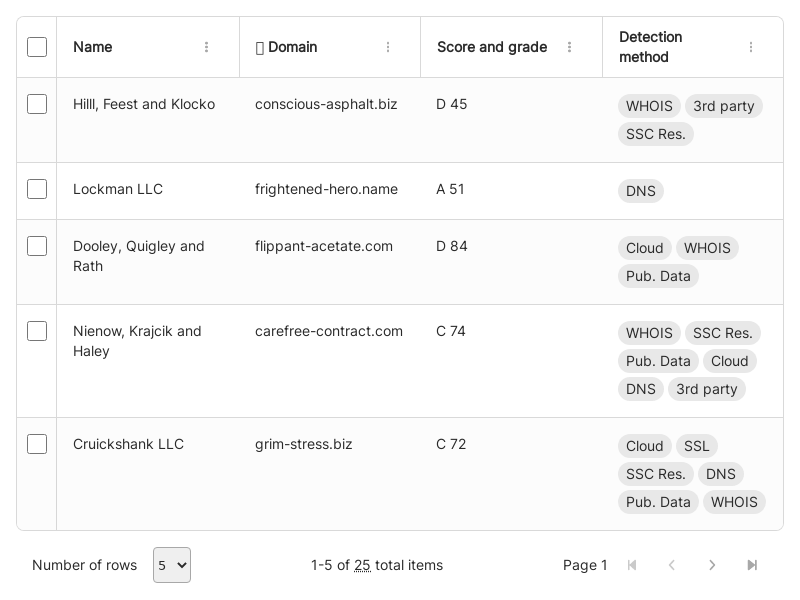 Name Domain Score and grade Detection method
Hilll, Feest and Klocko conscious-asphalt.biz D 45 WHOIS 3rd party
SSC Res.
Lockman LLC frightened-hero.name A 51 DNS
Dooley, Quigley and Rath flippant-acetate.com D 84 Cloud WHOIS
Pub. Data
Nienow, Krajcik and Haley carefree-contract.com C 74 WHOIS SSC Res.
Pub. Data Cloud
DNS 3rd party
Cruickshank LLC grim-stress.biz C 72 Cloud SSL
SSC Res. DNS
Pub. Data WHOIS
Number of rows 5 1-5 of 25 total items Page 1